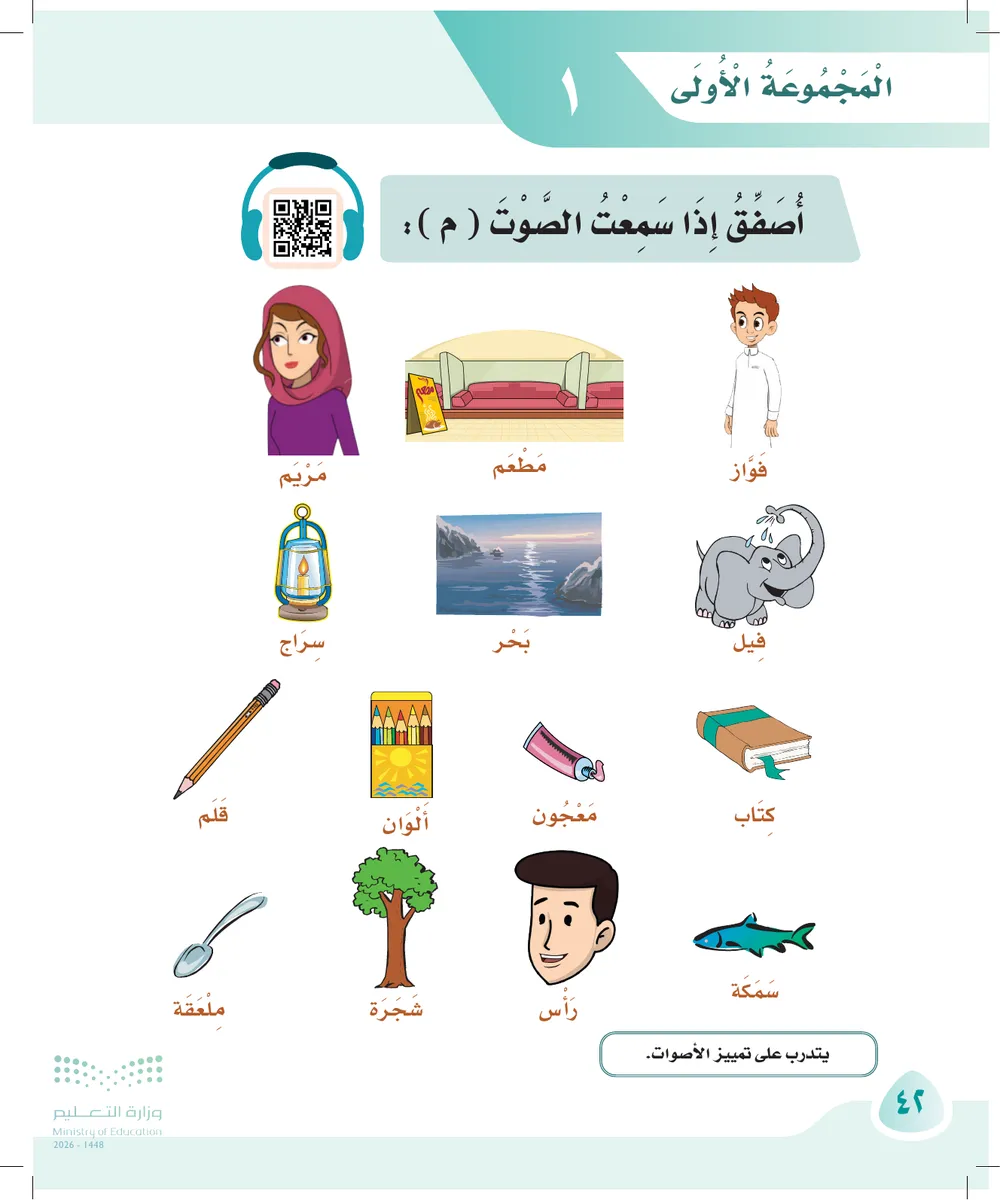 الْمَجْمُوعَةُ الْأُولَى
١
أُصَفِّقُ إِذَا سَمِعْتُ الصَّوْتَ ( م ) :
فَوَّاز
مَطْعَم
مَرْيَم
فِيل
بَحْر
سِرَاج
كِتَاب
مَعْجُون
أَلْوَان
قَلَم
سَمَكَة
رَأْس
شَجَرَة
مِلْعَقَة
يتدرب على تمييز الأصوات.
٤٢
وزارة التعـــليم
Ministry of Education
2026 - 1448